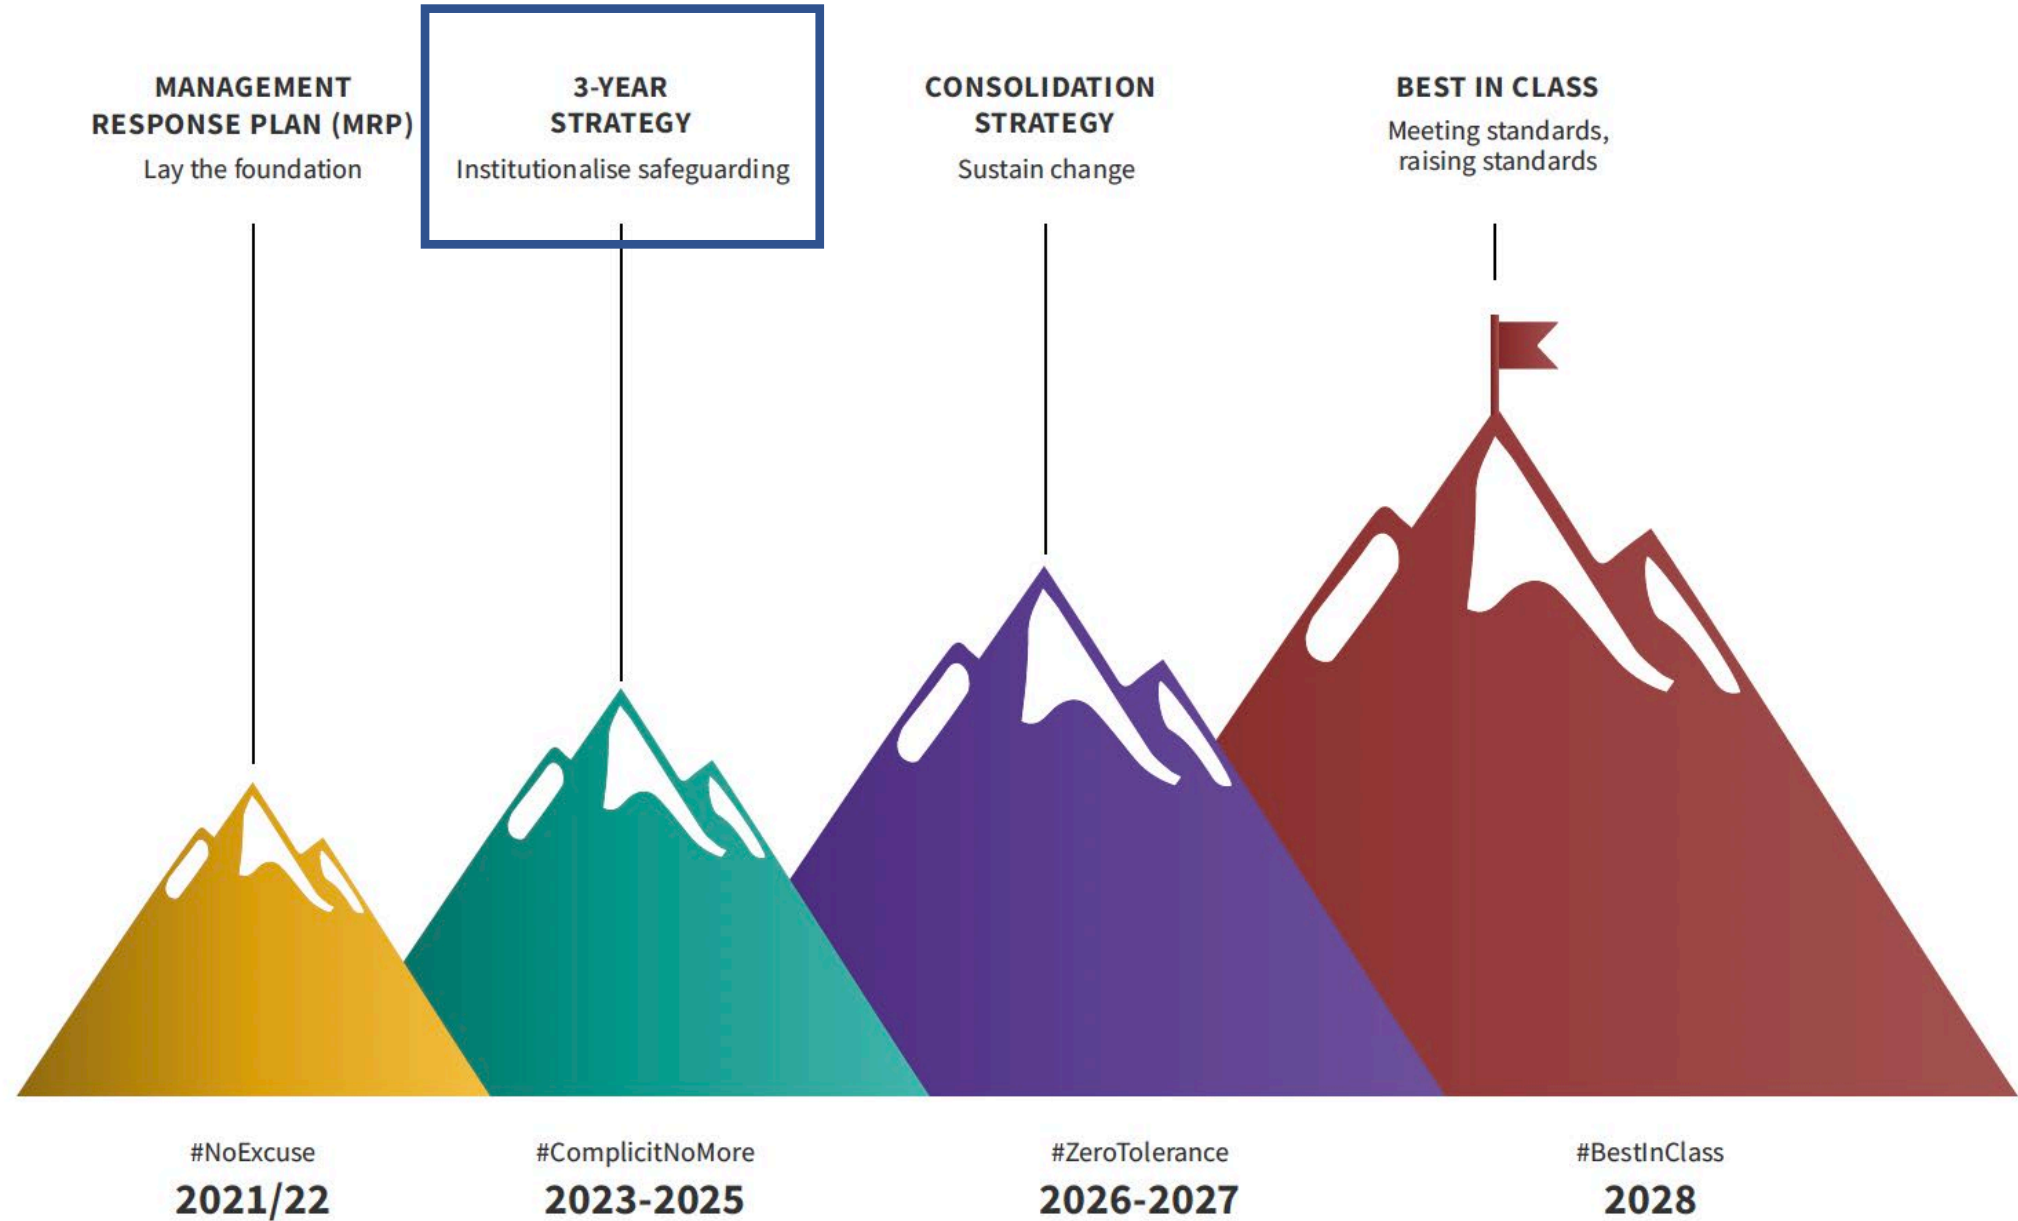 MANAGEMENT
RESPONSE PLAN (MRP)
Lay the foundation
3-YEAR
STRATEGY
Institutionalise safeguarding
CONSOLIDATION
STRATEGY
Sustain change
BEST IN CLASS
Meeting standards,
raising standards
#NoExcuse
2021/22
#ComplicitNoMore
2023-2025
#ZeroTolerance
2026-2027
#BestInClass
2028